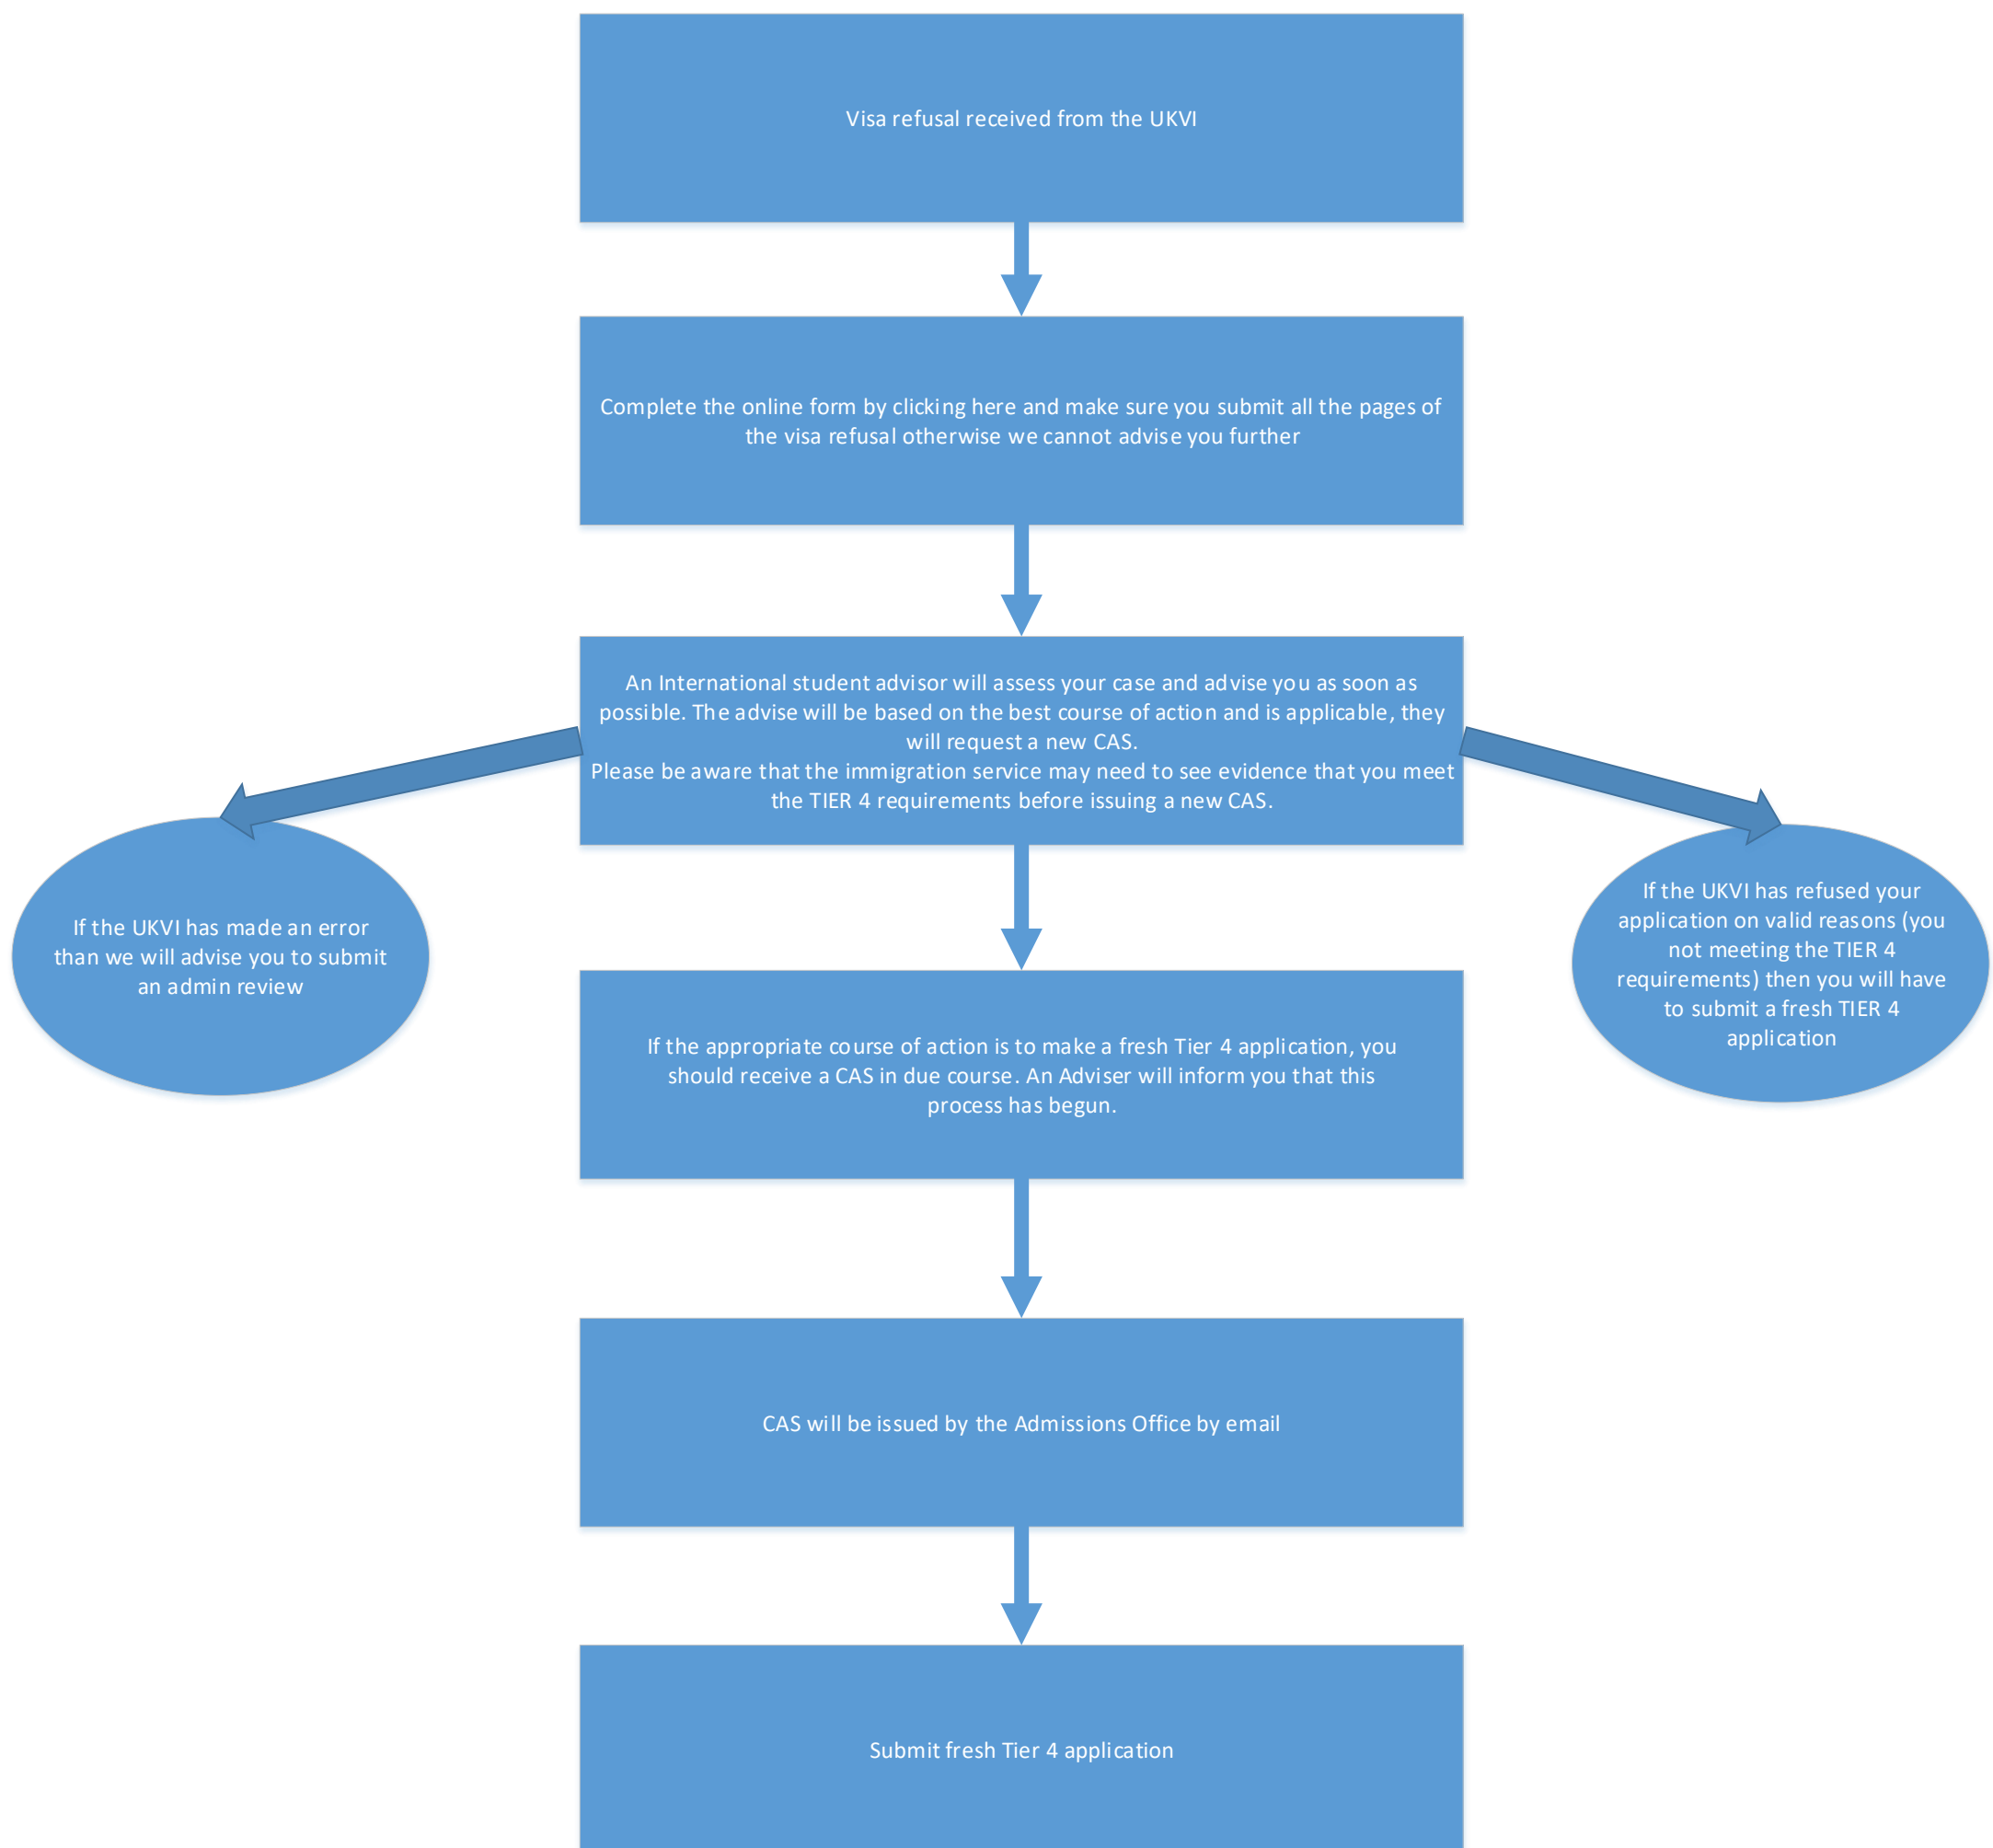 Visa refusal received from the UKVI
Complete the online form by clicking here and make sure you submit all the pages of
the visa refusal otherwise we cannot advise you further
An International student advisor will assess your case and advise you as soon as
possible. The advise will be based on the best course of action and is applicable, they
will request a new CAS.
Please be aware that the immigration service may need to see evidence that you meet
the TIER 4 requirements before issuing a new CAS.
If the UKVI has made an error
than we will advise you to submit
an admin review
If the UKVI has refused your
application on valid reasons (you
not meeting the TIER 4
requirements) then you will have
to submit a fresh TIER 4
application
If the appropriate course of action is to make a fresh Tier 4 application, you
should receive a CAS in due course. An Adviser will inform you that this
process has begun.
CAS will be issued by the Admissions Office by email
Submit fresh Tier 4 application